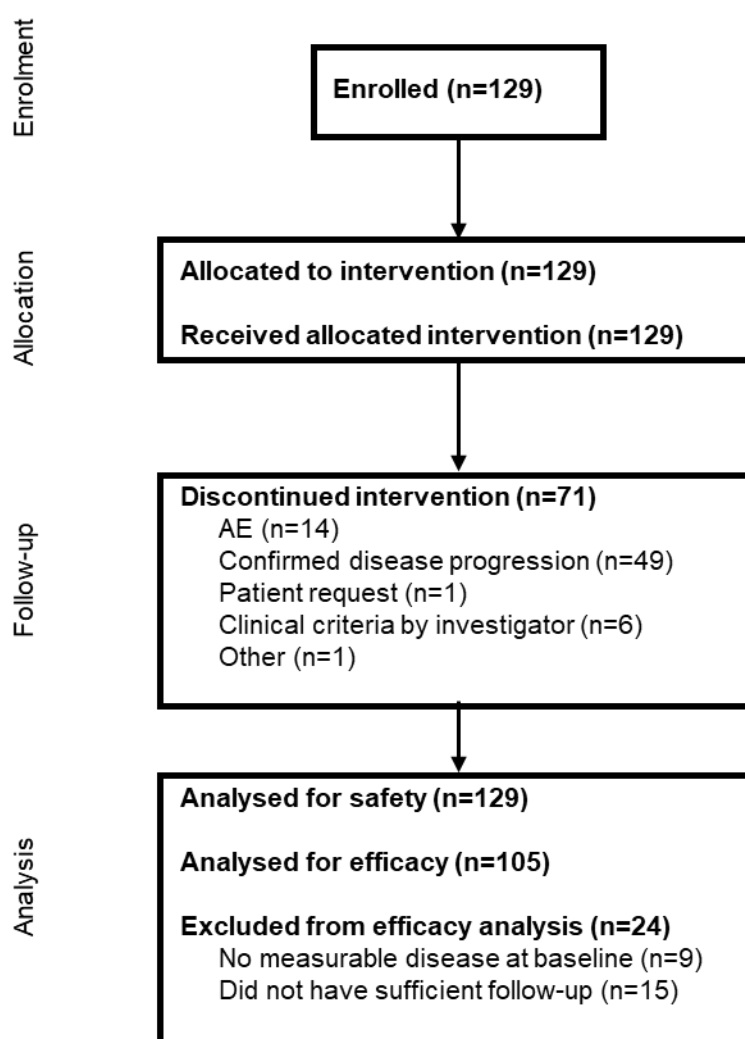 Enrolment
Enrolled (n=129)
Allocation
Allocated to intervention (n=129)
Received allocated intervention (n=129)
Follow-up
Discontinued intervention (n=71)
AE (n=14)
Confirmed disease progression (n=49)
Patient request (n=1)
Clinical criteria by investigator (n=6)
Other (n=1)
Analysis
Analysed for safety (n=129)
Analysed for efficacy (n=105)
Excluded from efficacy analysis (n=24)
No measurable disease at baseline (n=9)
Did not have sufficient follow-up (n=15)